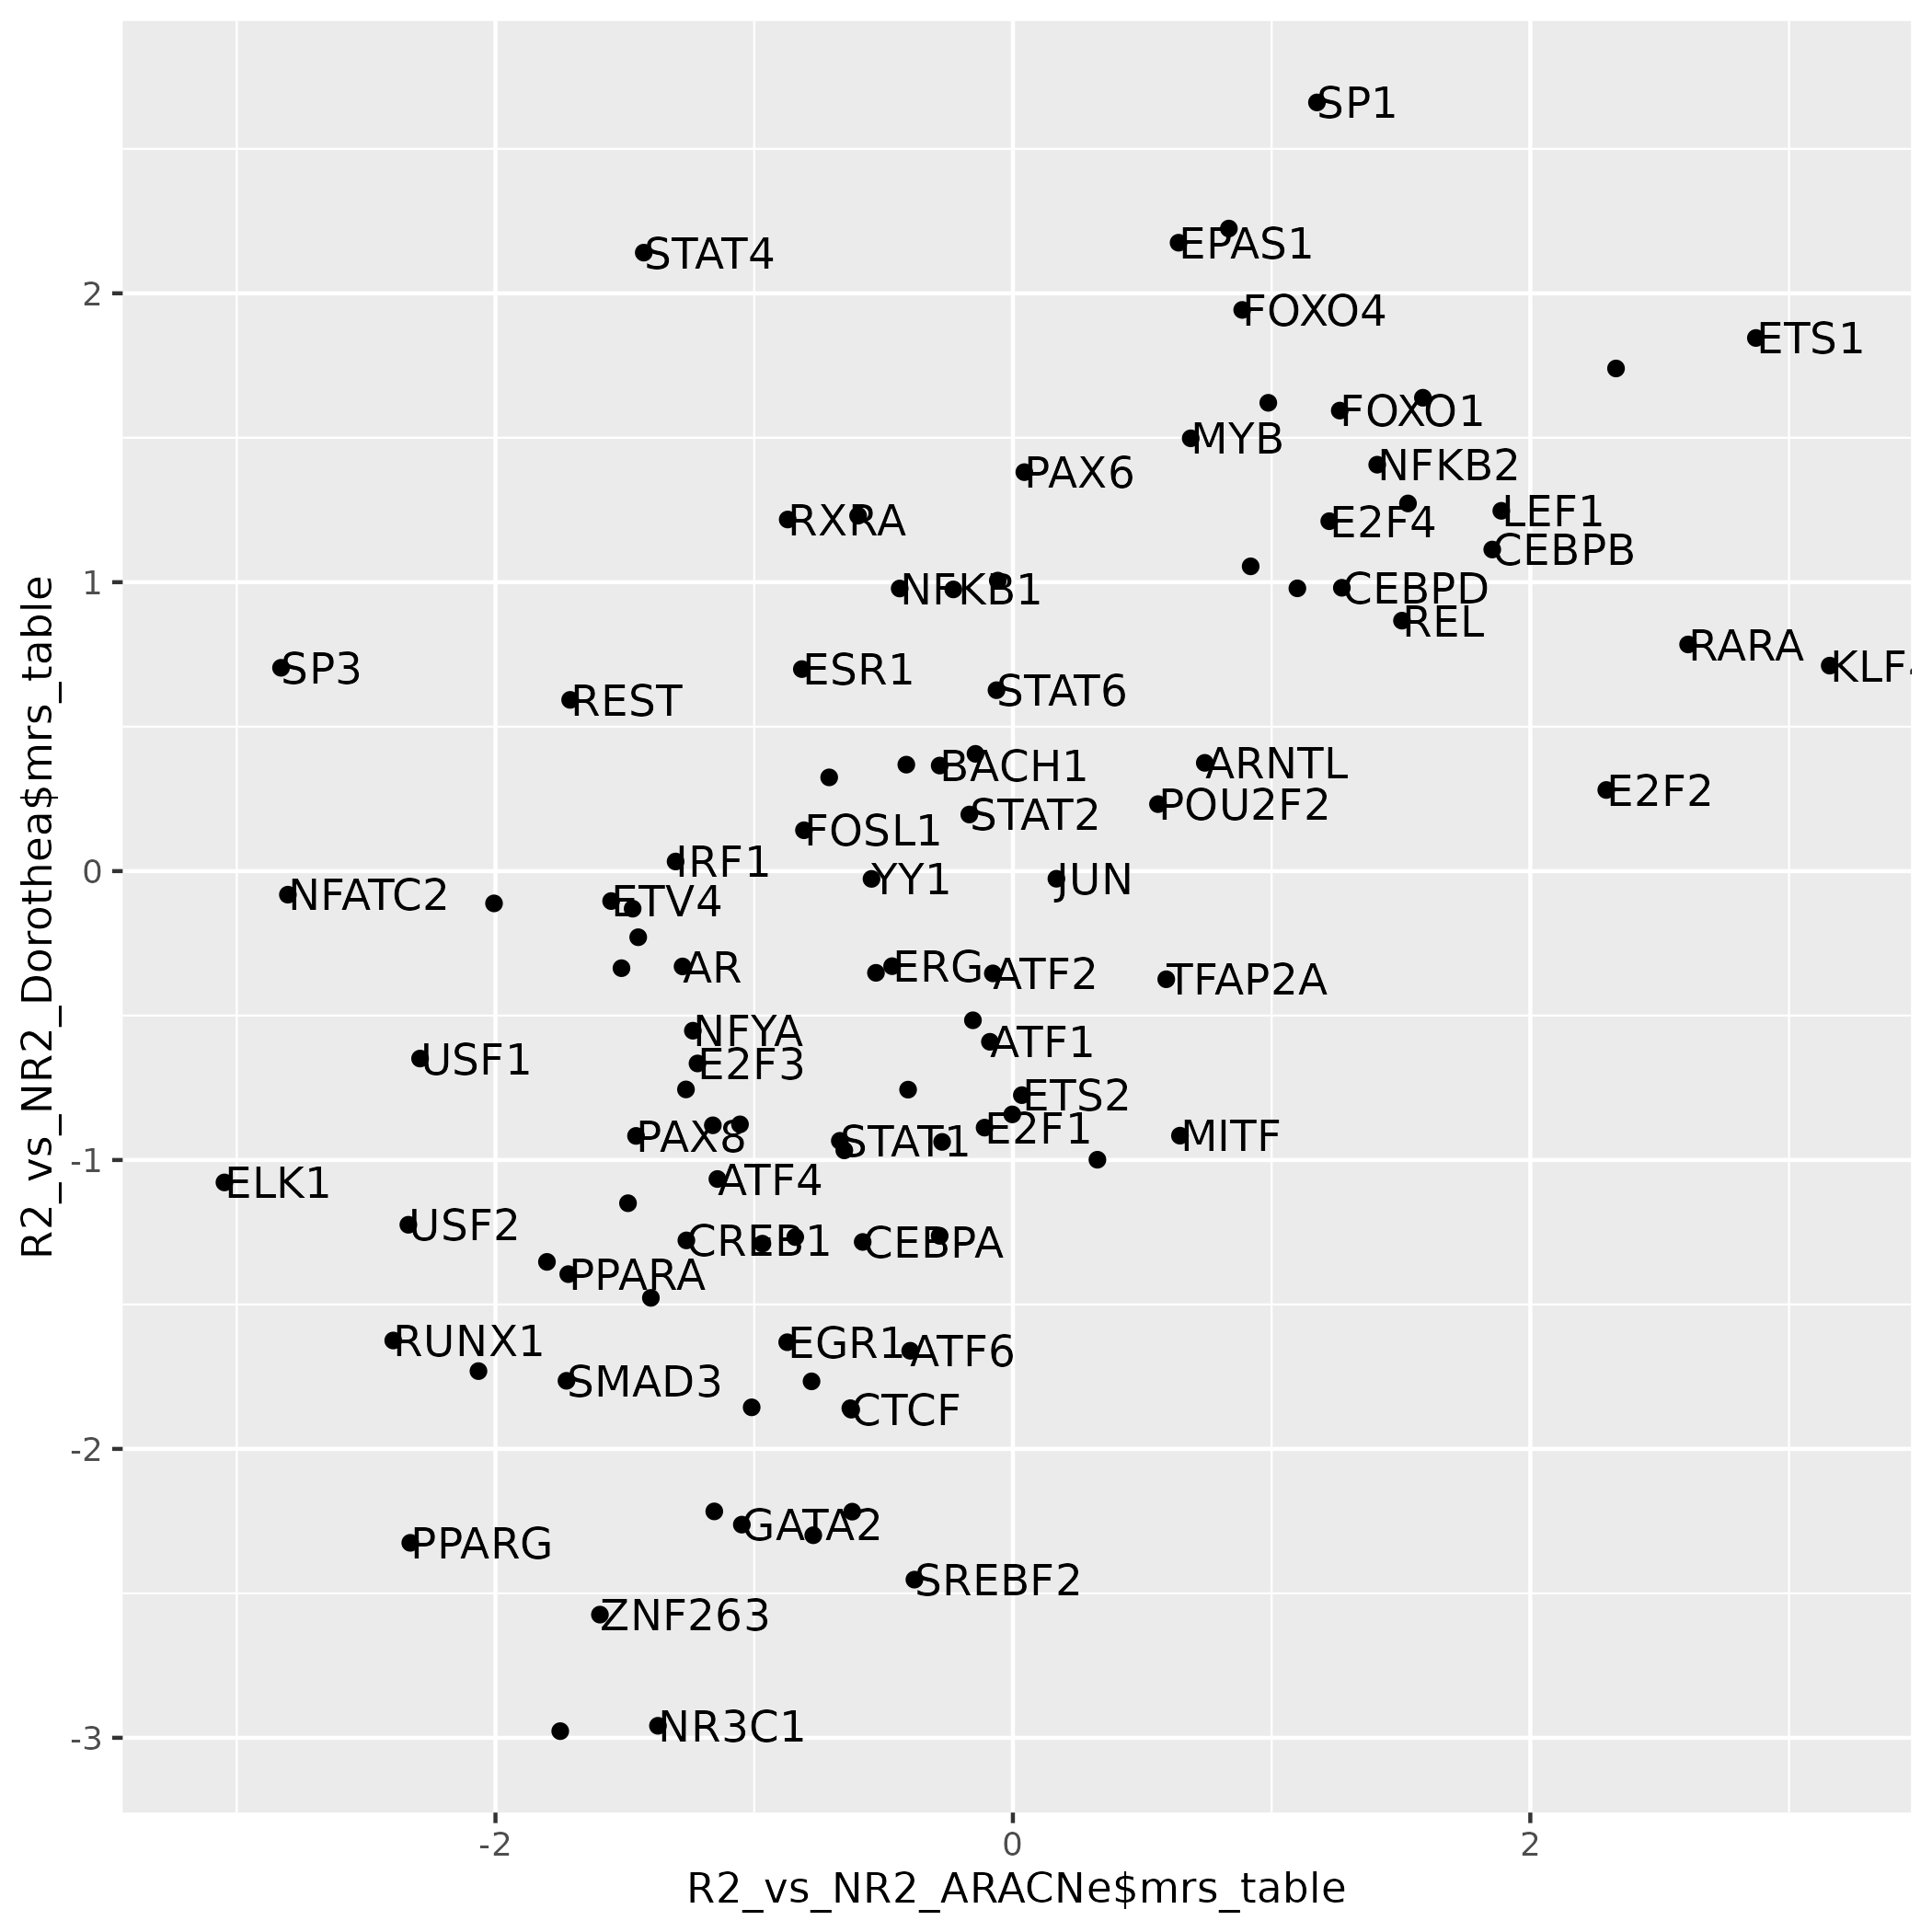 SP1
STAT4
EPAS1
FOXO4
ETS1
FOXO1
MYB
NFKB2
PAX6
LEF1
RXRA
E2F4
CEBPB
NFKB1
CEBPD
REL
RARA
SP3
ESR1
KLF4
REST
STAT6
BACH1
ARNTL
E2F2
POU2F2
STAT2
FOSL1
IRF1
YY1
JUN
NFATC2
ETV4
AR
ERG
ATF2
TFAP2A
NFYA
ATF1
USF1
E2F3
ETS2
E2F1
PAX8
STAT1
MITF
ELK1
ATF4
USF2
CREB1
CEBPA
PPARA
RUNX1
EGR1
ATF6
SMAD3
CTCF
GATA2
PPARG
SREBF2
ZNF263
NR3C1
2
1
0
-1
-2
-3
-2
0
2
R2_vs_NR2_Dorothea$mrs_table
R2_vs_NR2_ARACNe$mrs_table